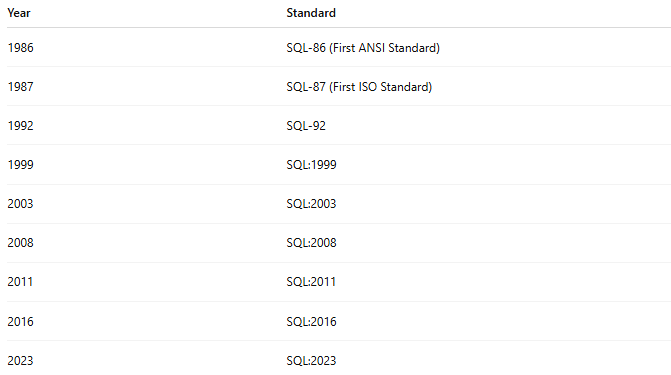 Year Standard
1986 SQL-86 (First ANSI Standard)
1987 SQL-87 (First ISO Standard)
1992 SQL-92
1999 SQL:1999
2003 SQL:2003
2008 SQL:2008
2011 SQL:2011
2016 SQL:2016
2023 SQL:2023